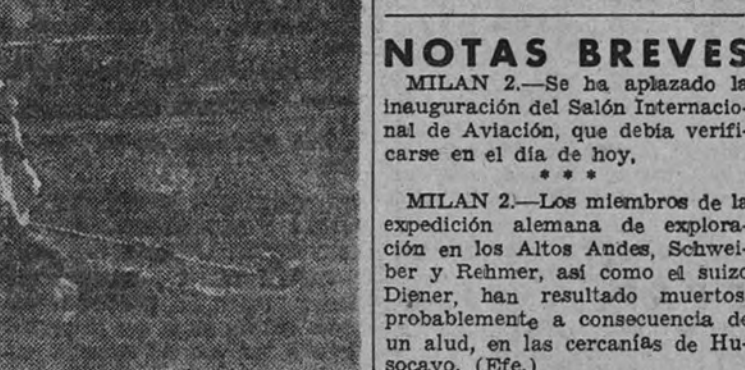 NOTAS BREVES
MILAN 2.—Se ha aplazado la
inauguración del Salón Internacio-
nal de Aviación, que debía verifi-
carse en el día de hoy.
* * *
MILAN 2.—Los miembros de la
expedición alemana de explora-
ción en los Altos Andes, Schwei-
ber y Rehmer, así como el suizo
Diener, han resultado muertos,
probablemente a consecuencia de
un alud, en las cercanías de Hu-
socayo. (Efe.)